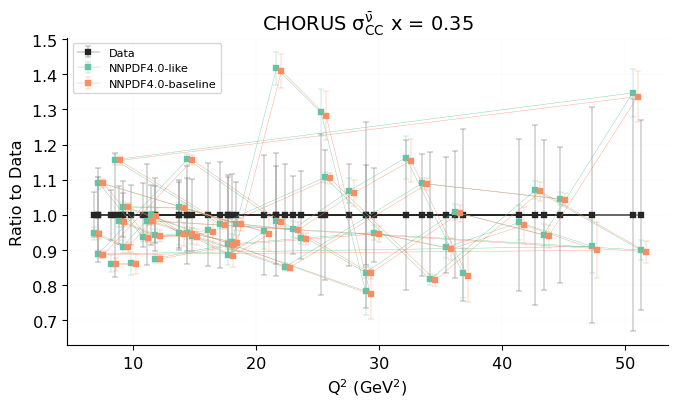 CHORUS σ_CC^ν̄ x = 0.35
Data
NNPDF4.0-like
NNPDF4.0-baseline
Ratio to Data
1.5
1.4
1.3
1.2
1.1
1.0
0.9
0.8
0.7
10 20 30 40 50
Q² (GeV²)